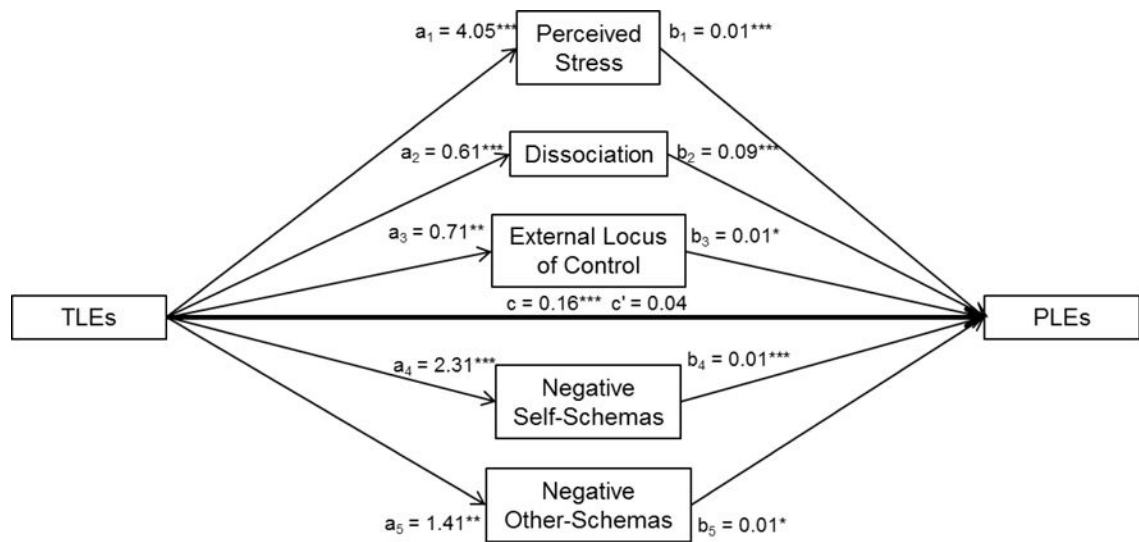 a₁ = 4.05***
Perceived
Stress
b₁ = 0.01***
a₂ = 0.61***
Dissociation
b₂ = 0.09***
a₃ = 0.71**
External Locus
of Control
b₃ = 0.01*
TLEs
c = 0.16*** c' = 0.04
PLEs
a₄ = 2.31***
Negative
Self-Schemas
b₄ = 0.01***
a₅ = 1.41**
Negative
Other-Schemas
b₅ = 0.01*